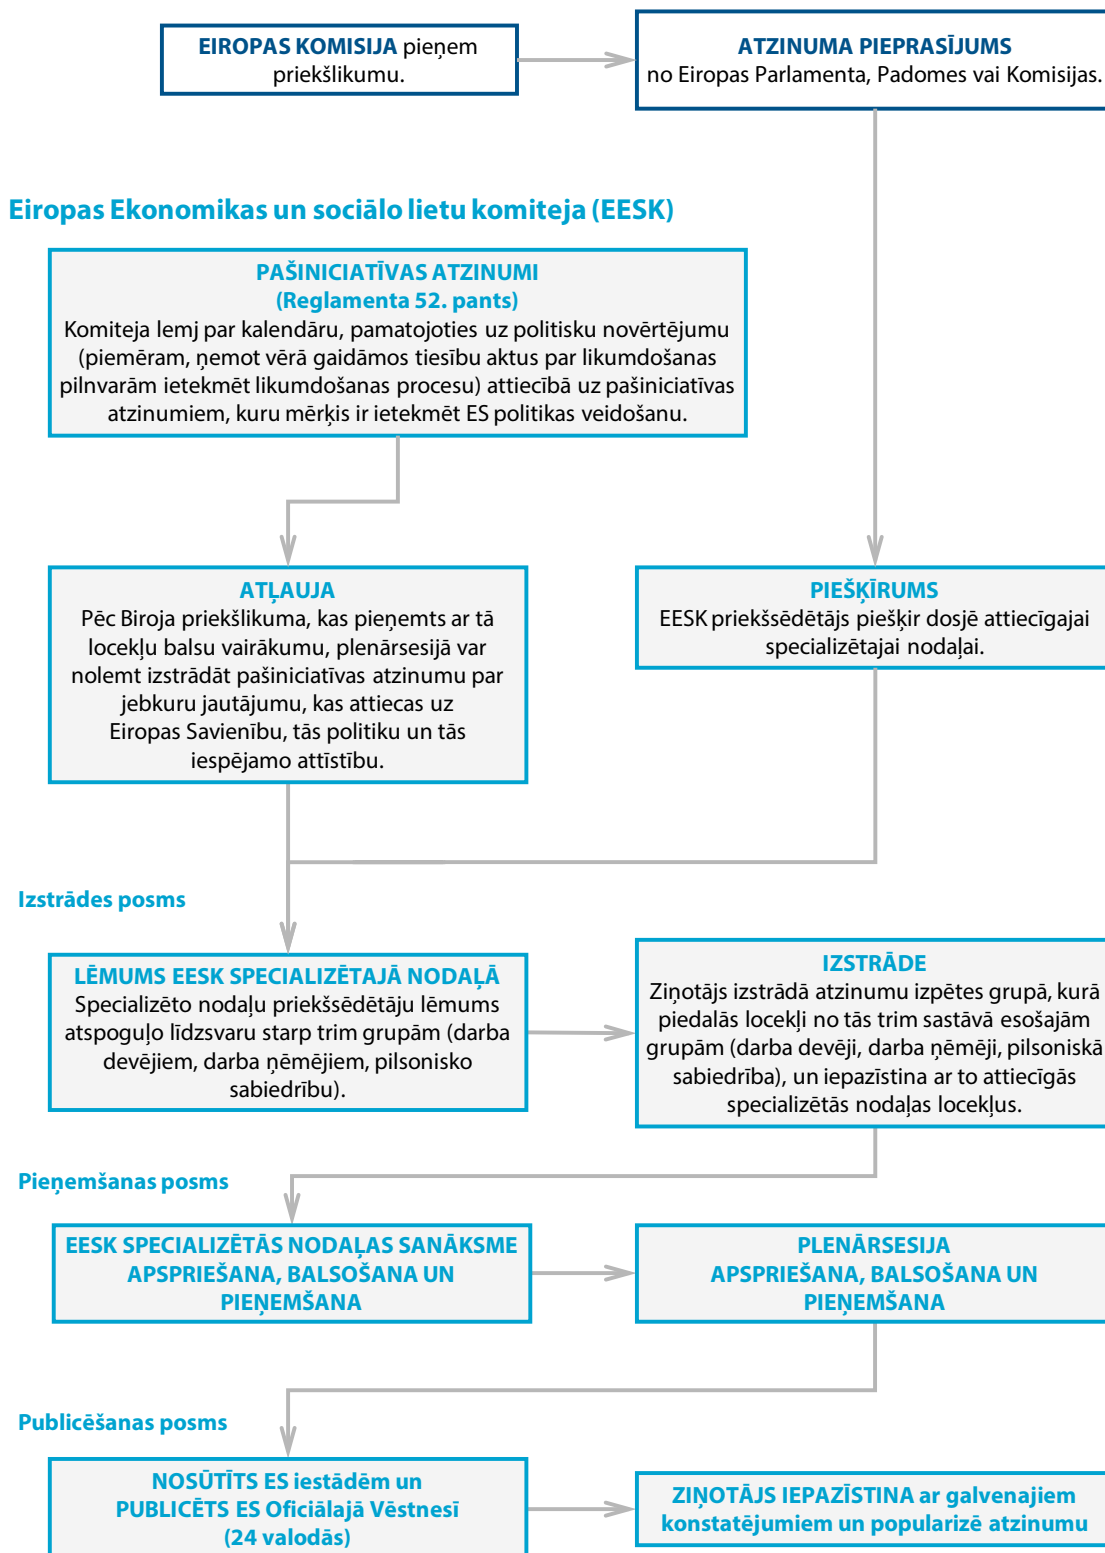 EIROPAS KOMISIJA pieņem
priekšlikumu.
ATZINUMA PIEPRASĪJUMS
no Eiropas Parlamenta, Padomes vai Komisijas.
Eiropas Ekonomikas un sociālo lietu komiteja (EESK)
PAŠINICIATĪVAS ATZINUMI
(Reglamenta 52. pants)
Komiteja lemj par kalendāru, pamatojoties uz politisku novērtējumu
(piemēram, ņemot vērā gaidāmos tiesību aktus par likumdošanas
pilnvarām ietekmēt likumdošanas procesu) attiecībā uz pašiniciatīvas
atzinumiem, kuru mērķis ir ietekmēt ES politikas veidošanu.
ATĻAUJA
Pēc Biroja priekšlikuma, kas pieņemts ar tā
locekļu balsu vairākumu, plenārsesijā var
nolemt izstrādāt pašiniciatīvas atzinumu par
jebkuru jautājumu, kas attiecas uz
Eiropas Savienību, tās politiku un tās
iespējamo attīstību.
PIEŠĶĪRUMS
EESK priekšsēdētājs piešķir dosjē attiecīgajai
specializētajai nodaļai.
Izstrādes posms
LĒMUMS EESK SPECIALIZĒTAJĀ NODAĻĀ
Specializēto nodaļu priekšsēdētāju lēmums
atspoguļo līdzsvaru starp trim grupām (darba
devējiem, darba ņēmējiem, pilsonisko
sabiedrību).
IZSTRĀDE
Ziņotājs izstrādā atzinumu izpētes grupā, kurā
piedalās locekļi no tās trim sastāvā esošajām
grupām (darba devēji, darba ņēmēji, pilsoniskā
sabiedrība), un iepazīstina ar to attiecīgās
specializētās nodaļas locekļus.
Pieņemšanas posms
EESK SPECIALIZĒTĀS NODAĻAS SANĀKSME
APSPRIEŠANA, BALSOŠANA UN
PIEŅEMŠANA
PLENĀRSESIJA
APSPRIEŠANA, BALSOŠANA UN
PIEŅEMŠANA
Publicēšanas posms
NOSŪTĪTS ES iestādēm un
PUBLICĒTS ES Oficiālajā Vēstnesī
(24 valodās)
ZIŅOTĀJS IEPAZĪSTINA ar galvenajiem
konstatējumiem un popularizē atzinumu